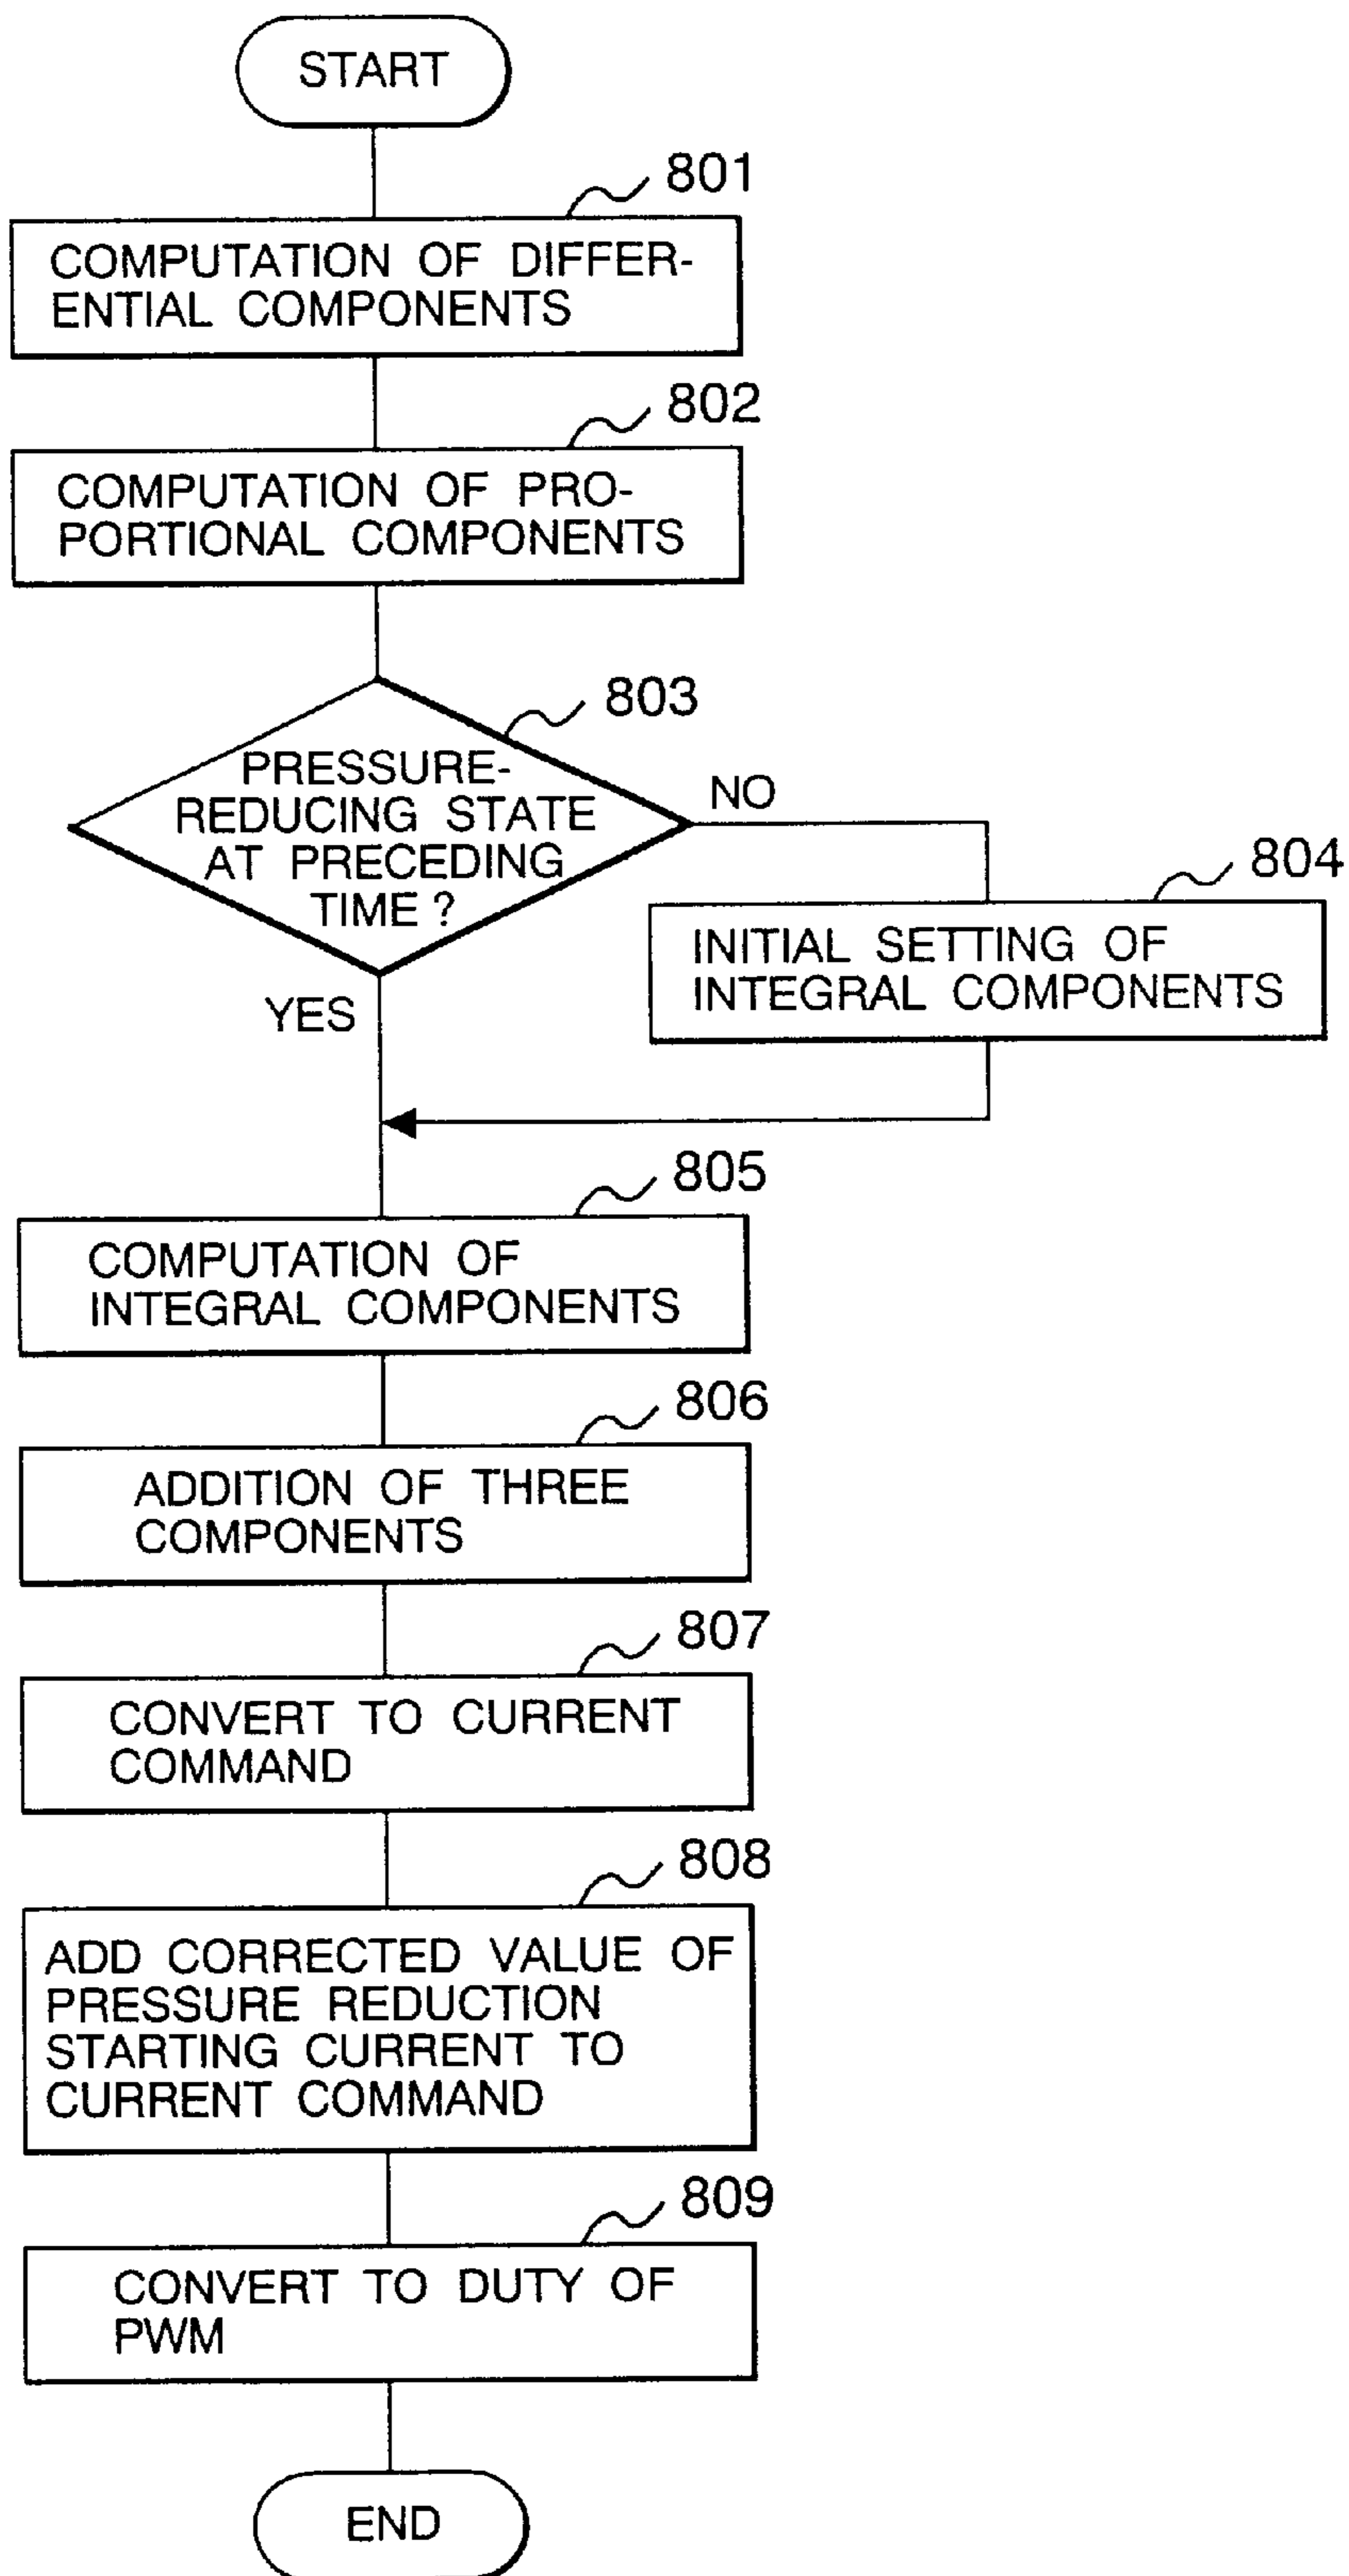 START
801
COMPUTATION OF DIFFER-
ENTIAL COMPONENTS
802
COMPUTATION OF PRO-
PORTIONAL COMPONENTS
803
PRESSURE-
REDUCING STATE
AT PRECEDING
TIME?
NO
804
INITIAL SETTING OF
INTEGRAL COMPONENTS
YES
805
COMPUTATION OF
INTEGRAL COMPONENTS
806
ADDITION OF THREE
COMPONENTS
807
CONVERT TO CURRENT
COMMAND
808
ADD CORRECTED VALUE OF
PRESSURE REDUCTION
STARTING CURRENT TO
CURRENT COMMAND
809
CONVERT TO DUTY OF
PWM
END